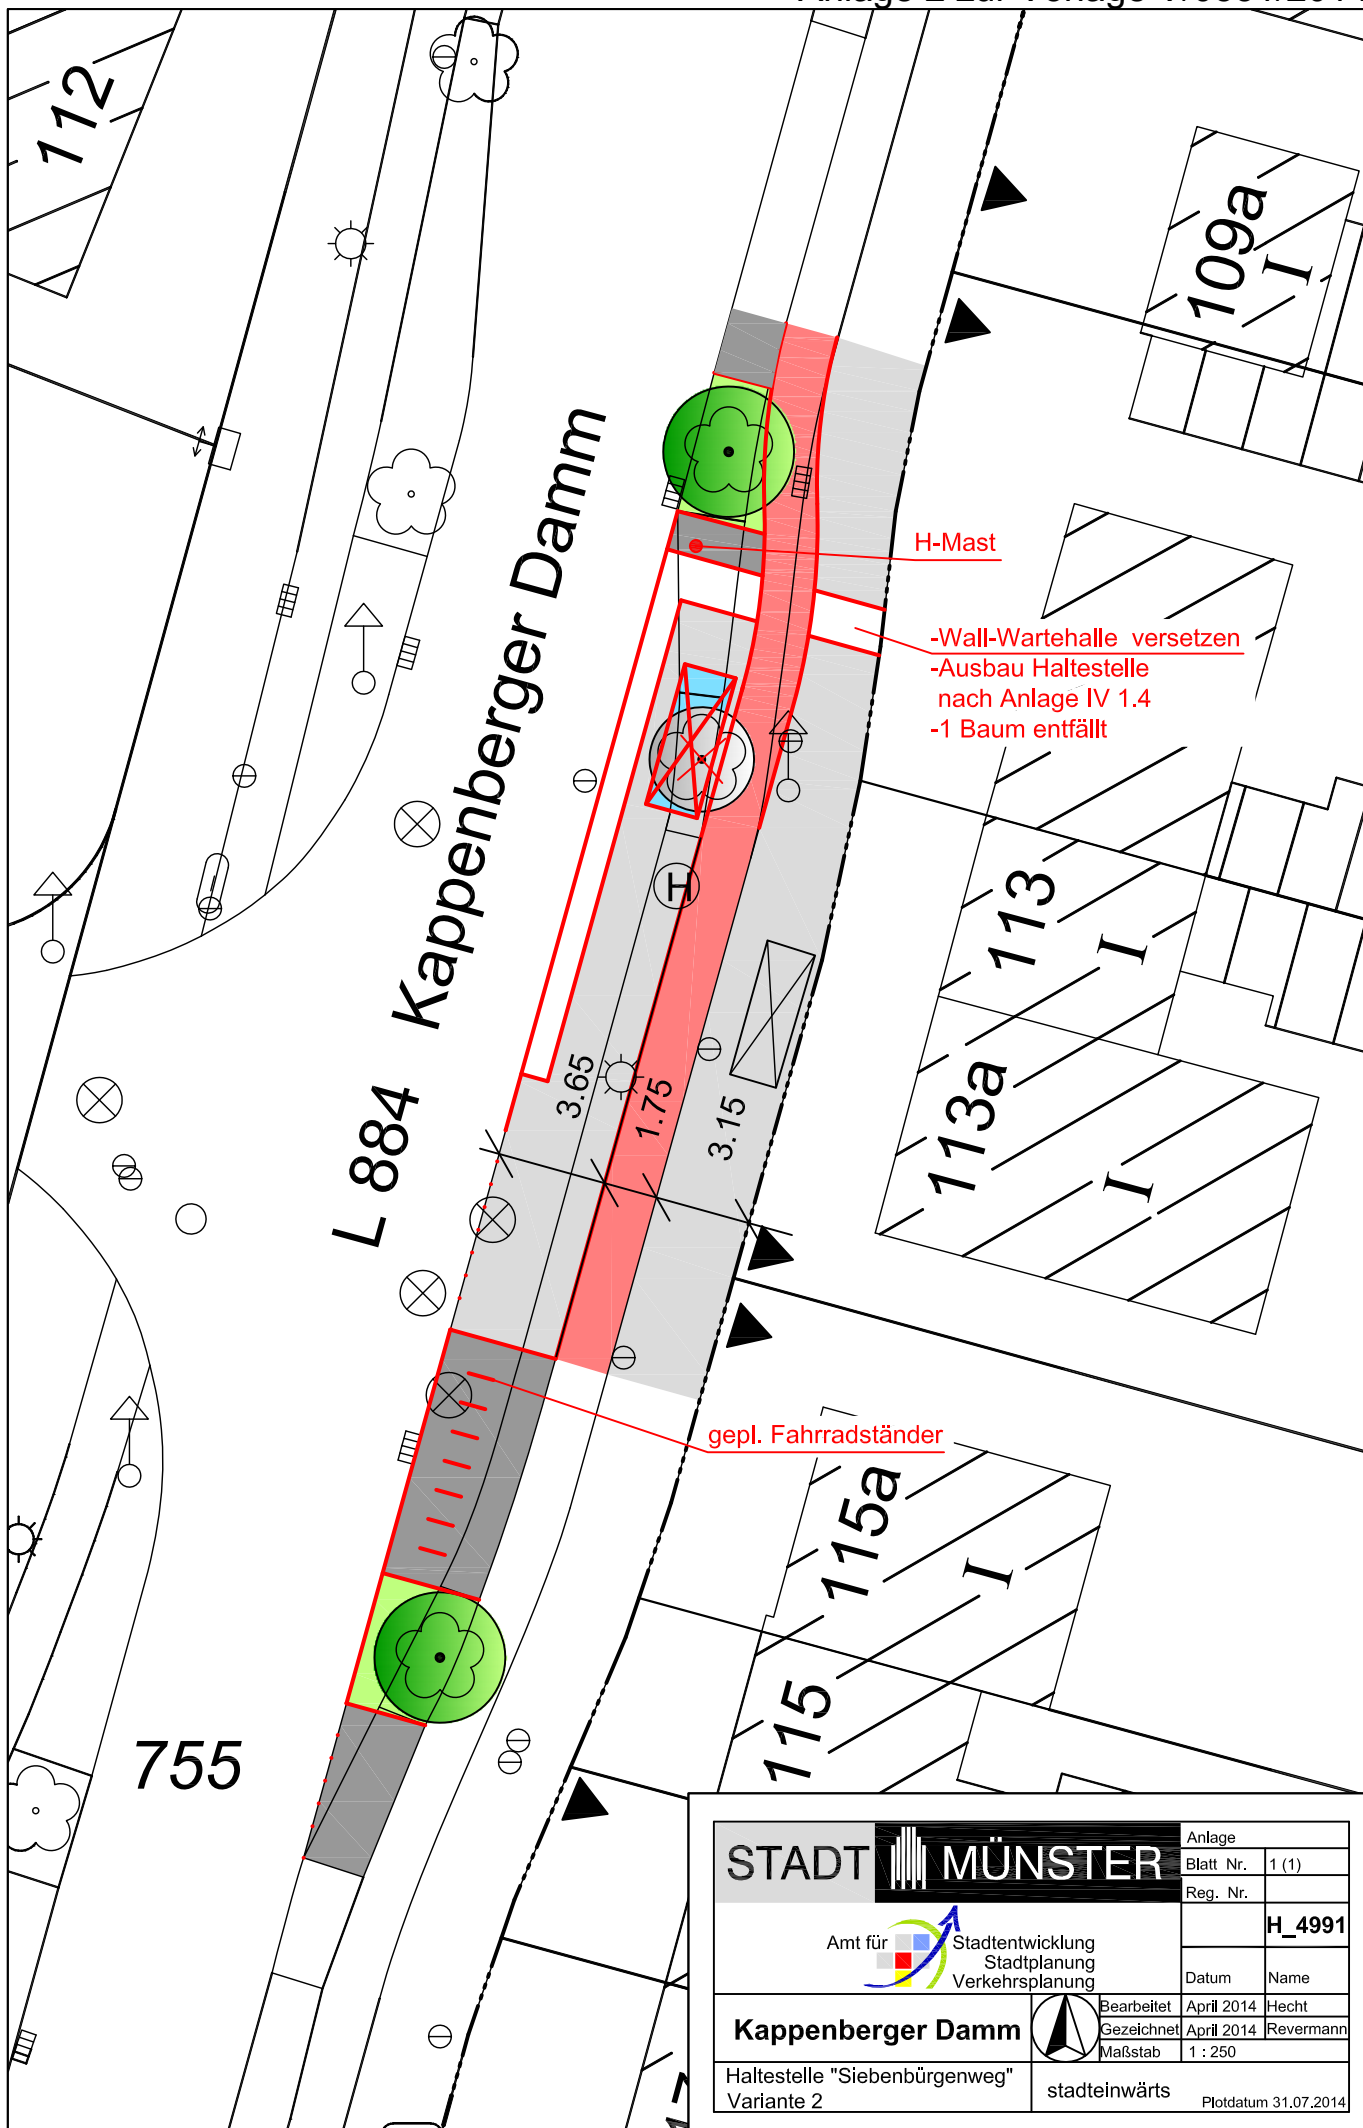 112
109a
I
H-Mast
-Wall-Wartehalle versetzen
-Ausbau Haltestelle
nach Anlage IV 1.4
-1 Baum entfällt
L 884 Kappenberger Damm
H
113
I
113a
I
3.65
1.75
3.15
gepl. Fahrradständer
115a
I
115
755
STADT MÜNSTER
Anlage
Blatt Nr. 1 (1)
Reg. Nr.
H_4991
Amt für Stadtentwicklung
Stadtplanung
Verkehrsplanung
Datum Name
Bearbeitet April 2014 Hecht
Gezeichnet April 2014 Revermann
Maßstab 1 : 250
Kappenberger Damm
Haltestelle "Siebenbürgenweg"
Variante 2
stadteinwärts
Plotdatum 31.07.2014